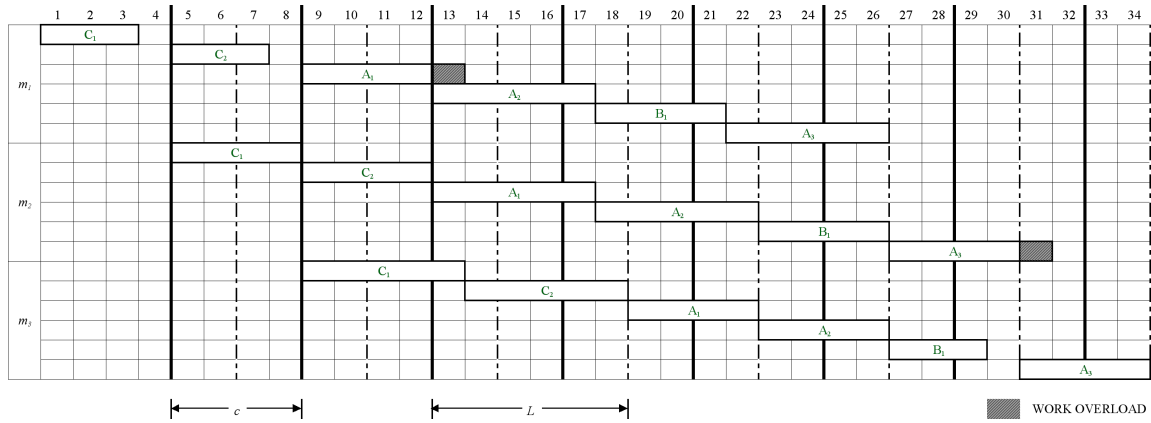 1 2 3 4 5 6 7 8 9 10 11 12 13 14 15 16 17 18 19 20 21 22 23 24 25 26 27 28 29 30 31 32 33 34
C₁
C₂
m₁ A₁
A₂
B₁
A₃
C₁
C₂
m₂ A₁
A₂
B₁
A₃
C₁
C₂
m₃ A₁
A₂
B₁
A₃
c L WORK OVERLOAD